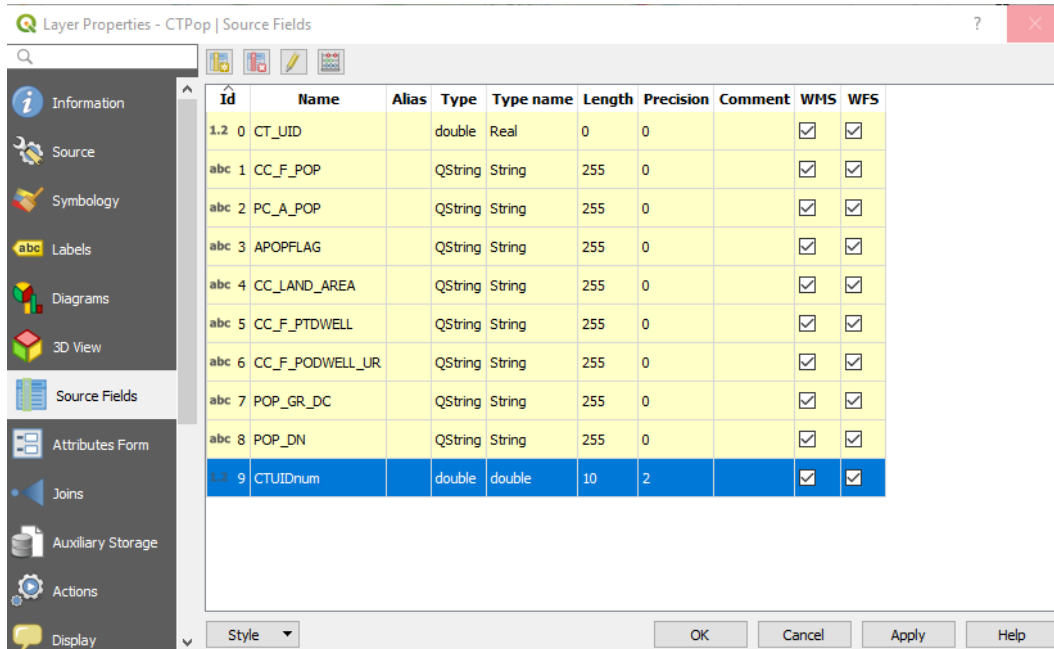 Layer Properties - CTPop | Source Fields ?
Information
Source
Symbology
abc Labels
Diagrams
3D View
Source Fields
Attributes Form
Joins
Auxiliary Storage
Actions
Display
Id Name Alias Type Type name Length Precision Comment WMS WFS
1.2 0 CT_UID double Real 0 0
abc 1 CC_F_POP QString String 255 0
abc 2 PC_A_POP QString String 255 0
abc 3 APOPFLAG QString String 255 0
abc 4 CC_LAND_AREA QString String 255 0
abc 5 CC_F_PTDWELL QString String 255 0
abc 6 CC_F_PODWELL_UR QString String 255 0
abc 7 POP_GR_DC QString String 255 0
abc 8 POP_DN QString String 255 0
1.2 9 CTUIDnum double double 10 2
Style OK Cancel Apply Help